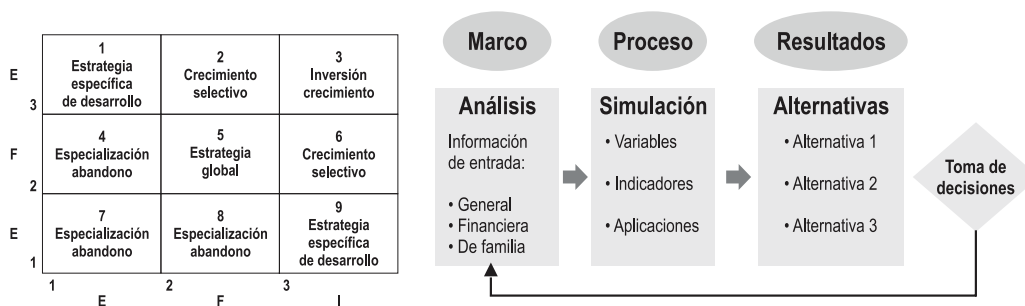 1
Estrategia
específica
de desarrollo
2
Crecimiento
selectivo
3
Inversión
crecimiento
E
3
4
Especialización
abandono
5
Estrategia
global
6
Crecimiento
selectivo
F
2
7
Especialización
abandono
8
Especialización
abandono
9
Estrategia
específica
de desarrollo
E
1
1
2
3
E
F
I
Marco
Proceso
Resultados
Análisis
Información
de entrada:
• General
• Financiera
• De familia
Simulación
• Variables
• Indicadores
• Aplicaciones
Alternativas
• Alternativa 1
• Alternativa 2
• Alternativa 3
Toma de
decisiones